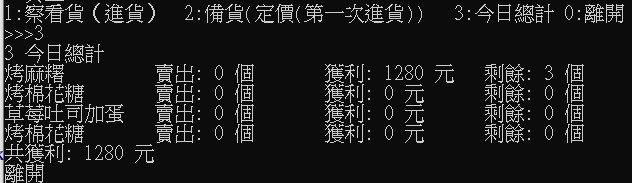 1:察看貨(進貨) 2:備貨(定價(第一次進貨)) 3:今日總計 0:離開
>>>3
3 今日總計
烤麻糬 賣出: 0 個 獲利: 1280 元 剩餘: 3 個
烤棉花糖 賣出: 0 個 獲利: 0 元 剩餘: 0 個
草莓吐司加蛋 賣出: 0 個 獲利: 0 元 剩餘: 0 個
烤棉花糖 賣出: 0 個 獲利: 0 元 剩餘: 0 個
共獲利: 1280 元
離開